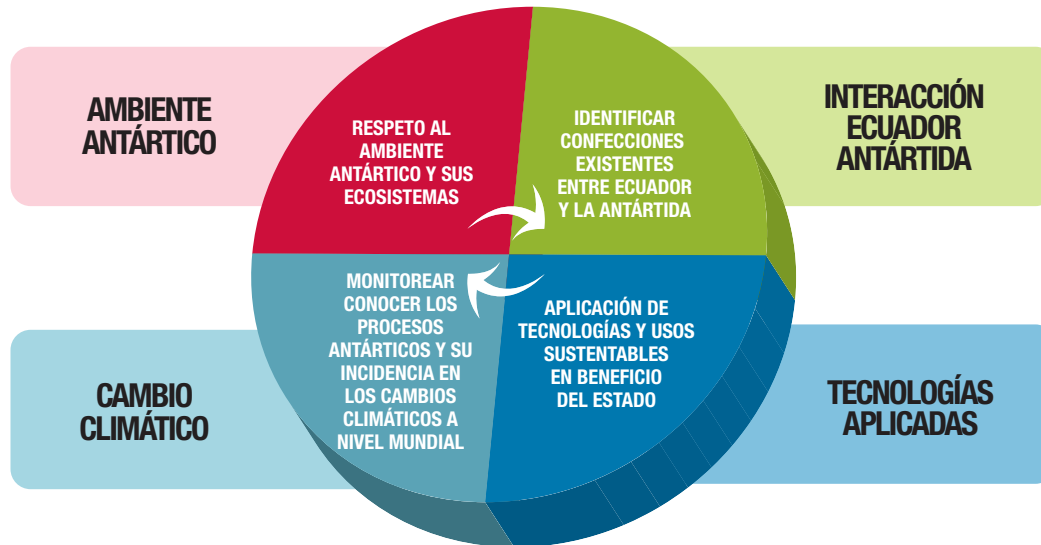 AMBIENTE
ANTÁRTICO
RESPETO AL
AMBIENTE
ANTÁRTICO Y SUS
ECOSISTEMAS
IDENTIFICAR
CONFECCIONES
EXISTENTES
ENTRE ECUADOR
Y LA ANTÁRTIDA
INTERACCIÓN
ECUADOR
ANTÁRTIDA
CAMBIO
CLIMÁTICO
MONITOREAR
CONOCER LOS
PROCESOS
ANTÁRTICOS Y SU
INCIDENCIA EN
LOS CAMBIOS
CLIMÁTICOS A
NIVEL MUNDIAL
APLICACIÓN DE
TECNOLOGÍAS Y USOS
SUSTENTABLES
EN BENEFICIO
DEL ESTADO
TECNOLOGÍAS
APLICADAS